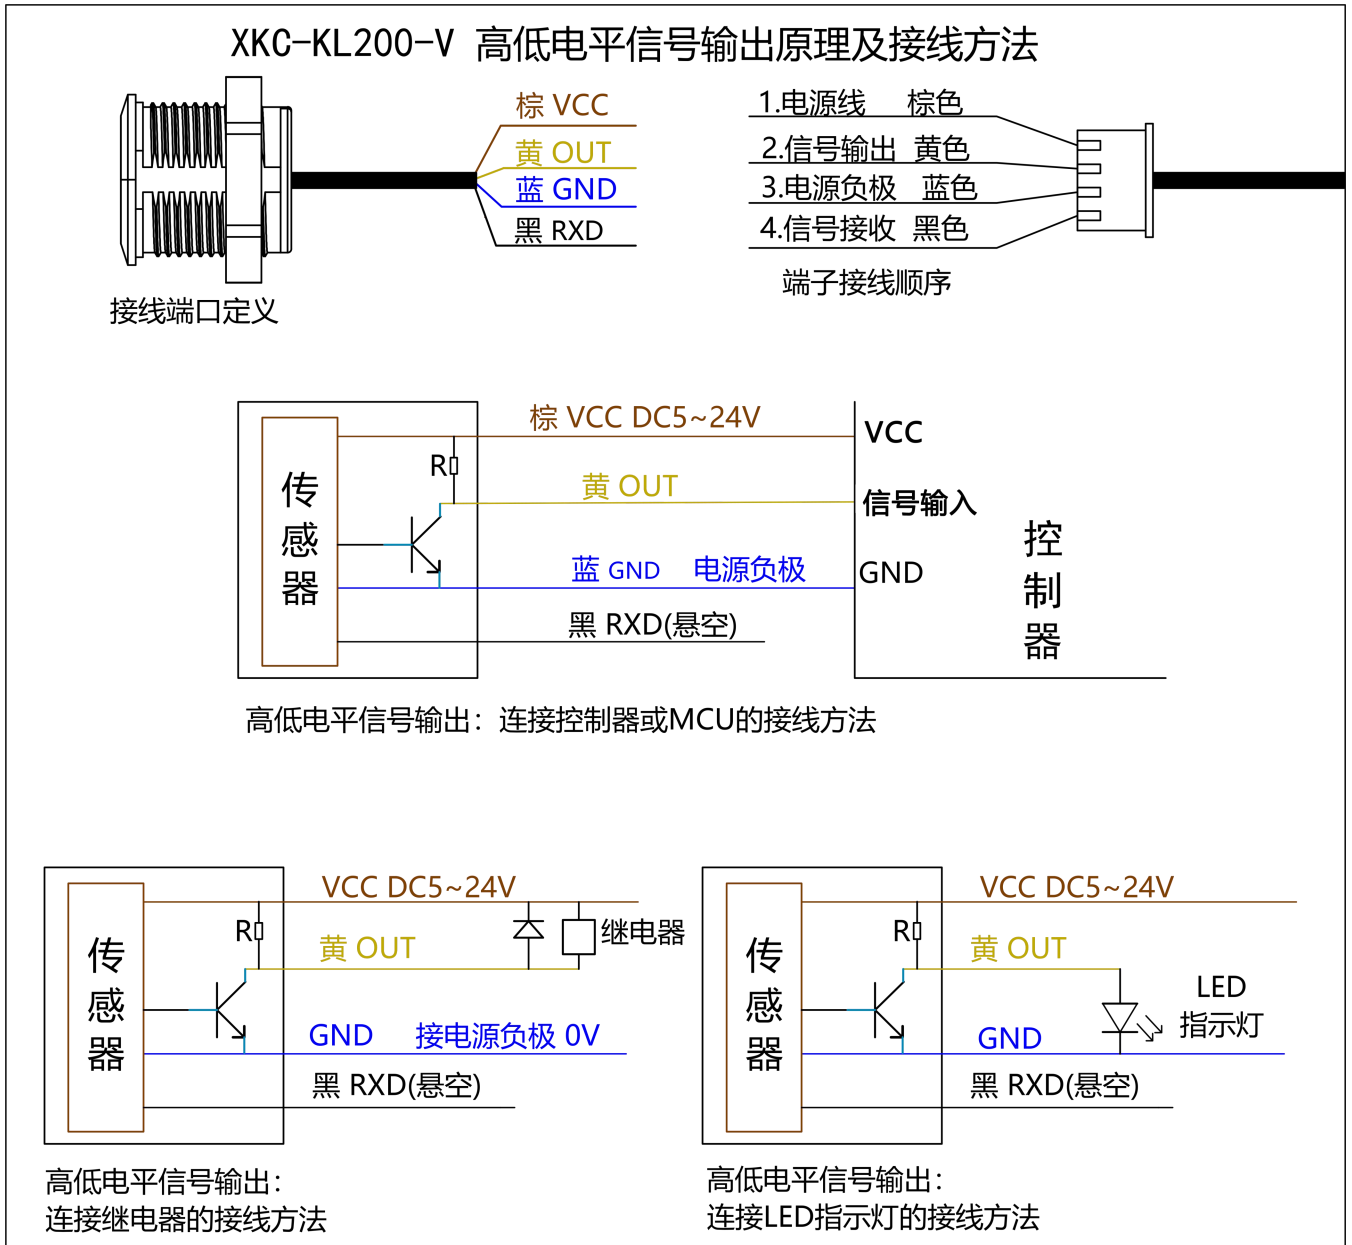 XKC-KL200-V 高低电平信号输出原理及接线方法
棕 VCC
黄 OUT
蓝 GND
黑 RXD
接线端口定义
1.电源线 棕色
2.信号输出 黄色
3.电源负极 蓝色
4.信号接收 黑色
端子接线顺序
传感器
R
棕 VCC DC5~24V
黄 OUT
蓝 GND 电源负极
黑 RXD(悬空)
VCC
信号输入
GND
控制器
高低电平信号输出：连接控制器或MCU的接线方法
传感器
R
VCC DC5~24V
黄 OUT
继电器
GND 接电源负极 0V
黑 RXD(悬空)
高低电平信号输出：
连接继电器的接线方法
传感器
R
VCC DC5~24V
黄 OUT
LED
指示灯
GND
黑 RXD(悬空)
高低电平信号输出：
连接LED指示灯的接线方法